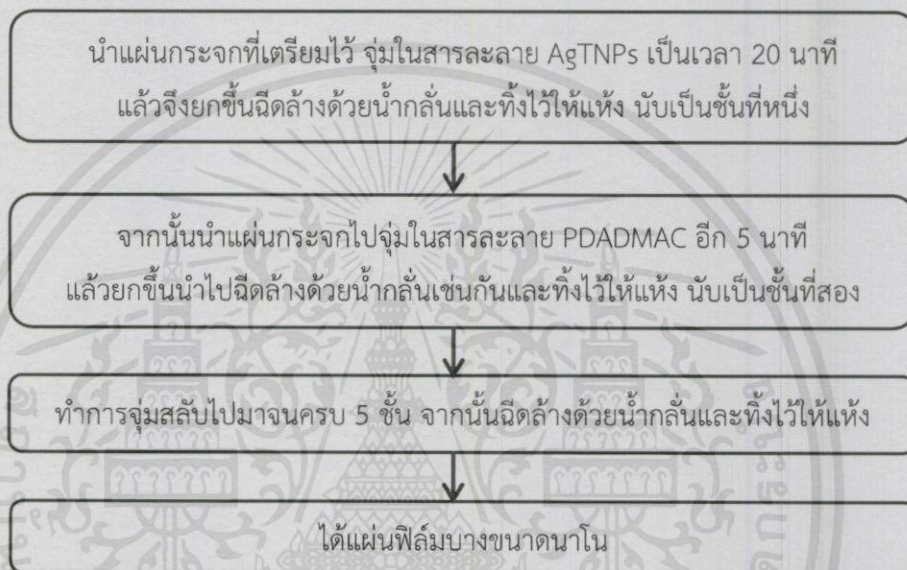 นำแผ่นกระจกที่เตรียมไว้ จุ่มในสารละลาย AgTNPs เป็นเวลา 20 นาที
แล้วจึงยกขึ้นฉีดล้างด้วยน้ำกลั่นและทิ้งไว้ให้แห้ง นับเป็นชั้นที่หนึ่ง
จากนั้นนำแผ่นกระจกไปจุ่มในสารละลาย PDADMAC อีก 5 นาที
แล้วยกขึ้นนำไปฉีดล้างด้วยน้ำกลั่นเช่นกันและทิ้งไว้ให้แห้ง นับเป็นชั้นที่สอง
ทำการจุ่มสลับไปมาจนครบ 5 ชั้น จากนั้นฉีดล้างด้วยน้ำกลั่นและทิ้งไว้ให้แห้ง
ได้แผ่นฟิล์มบางขนาดนาโน